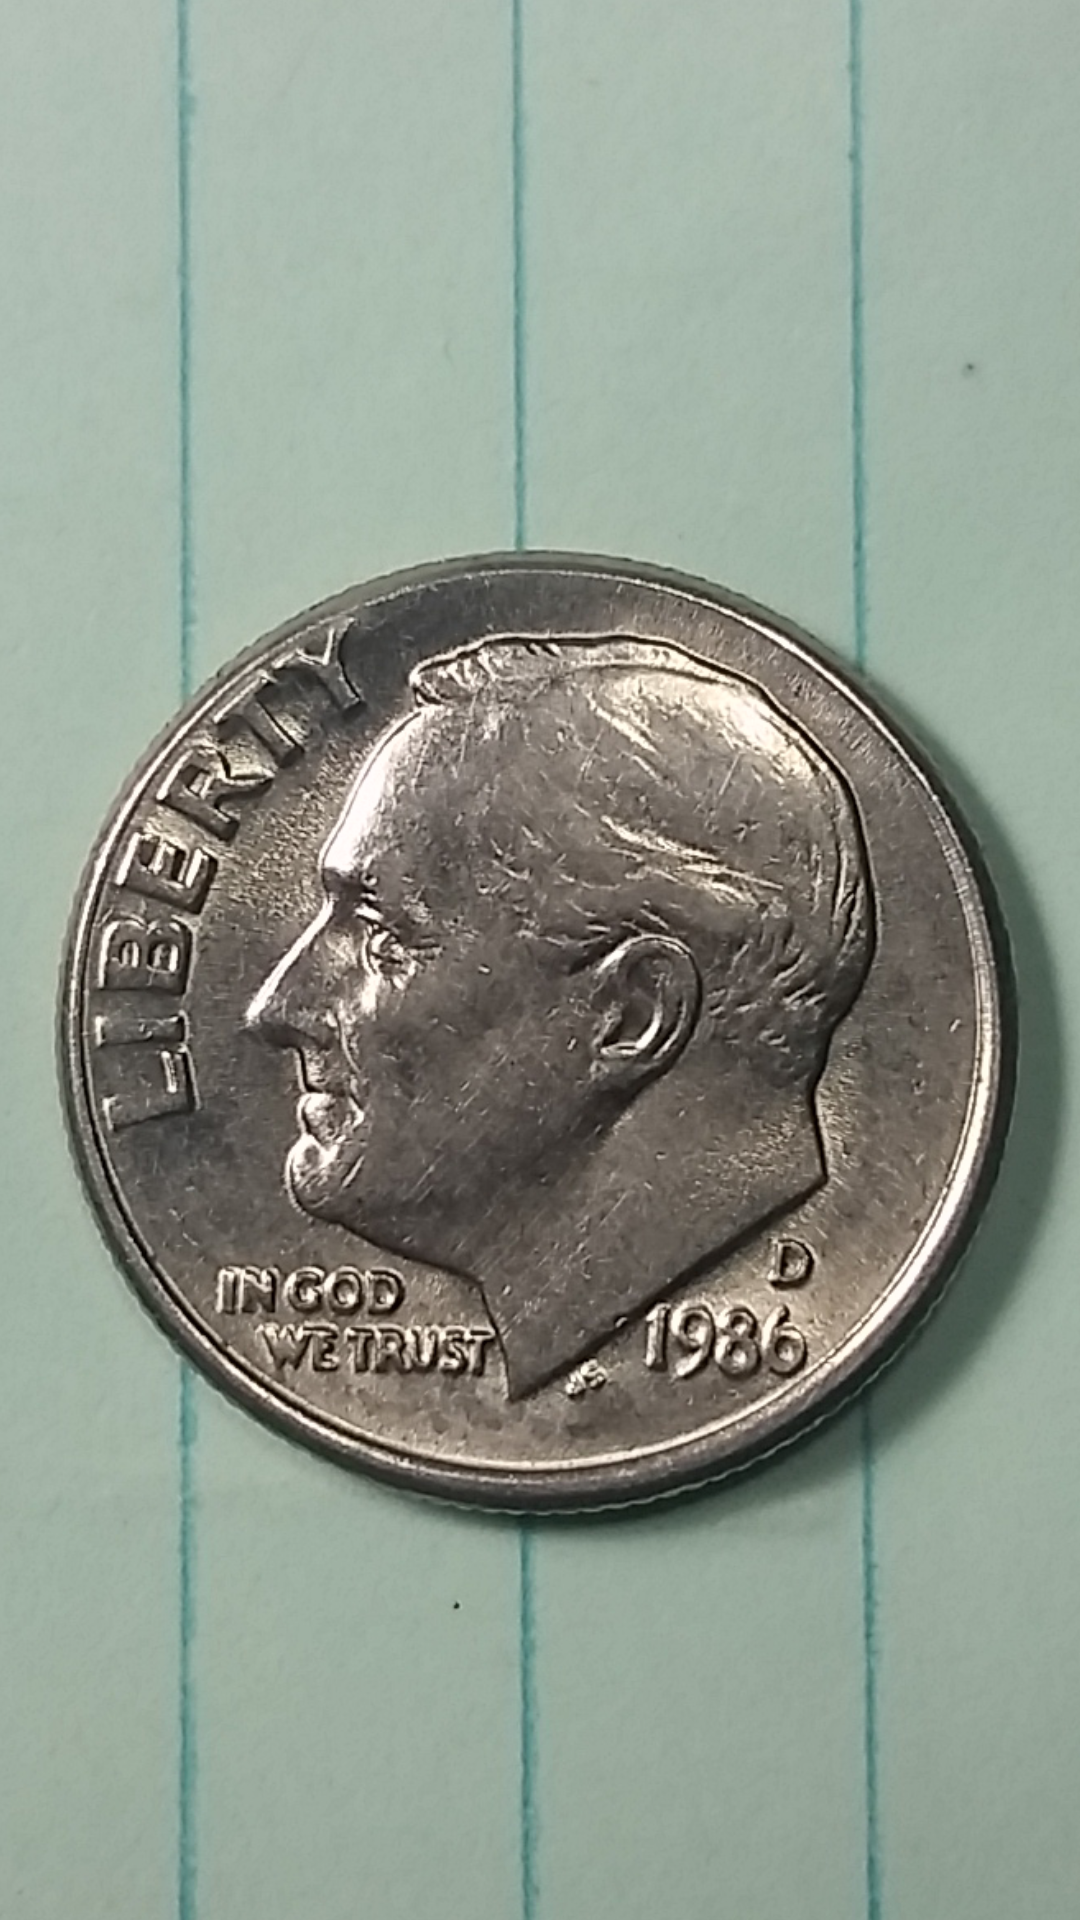 LIBERTY
IN GOD
WE TRUST
JS
D
1986